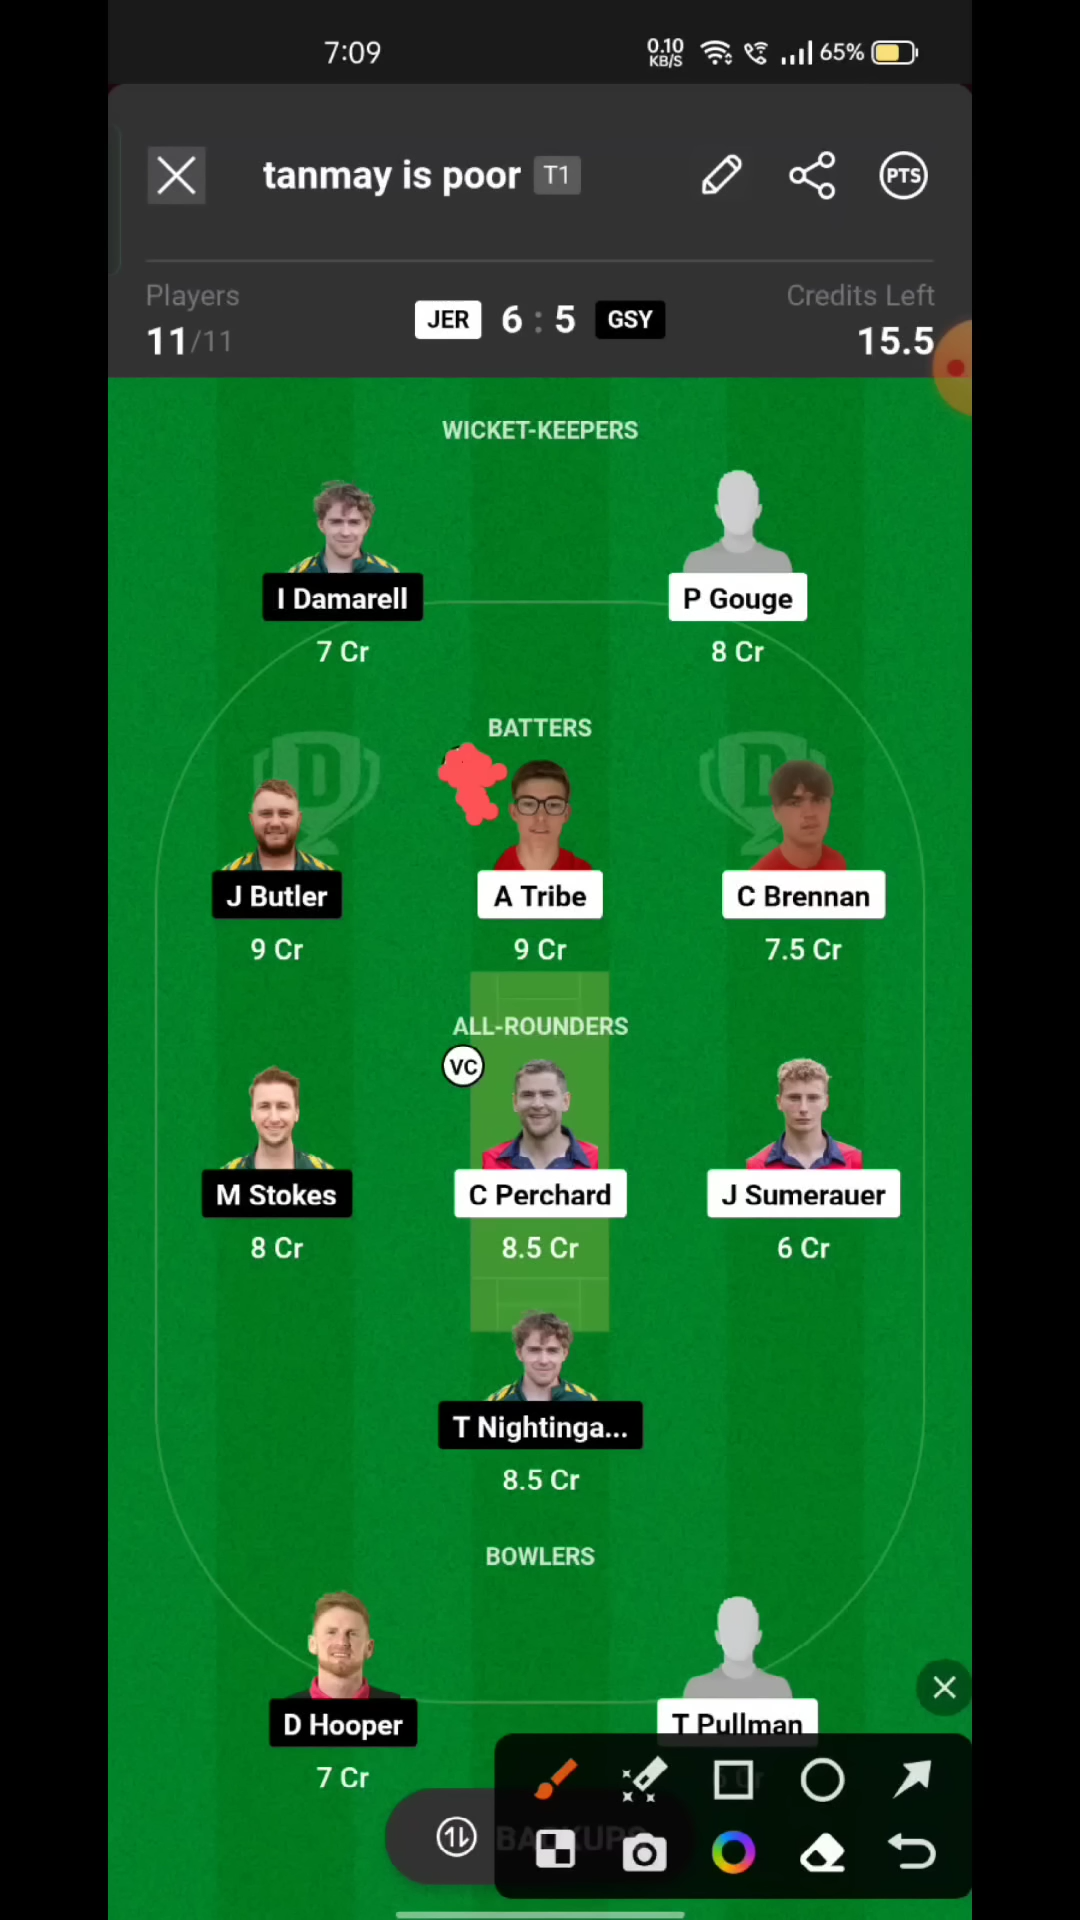 7:09 0.10 KB/S 65%
tanmay is poor T1 PTS
Players Credits Left
11/11 JER 6 : 5 GSY 15.5
WICKET-KEEPERS
I Damarell P Gouge
7 Cr 8 Cr
BATTERS
J Butler A Tribe C Brennan
9 Cr 9 Cr 7.5 Cr
ALL-ROUNDERS
VC
M Stokes C Perchard J Sumerauer
8 Cr 8.5 Cr 6 Cr
T Nightinga...
8.5 Cr
BOWLERS
D Hooper T Pullman
7 Cr
BACKUPS